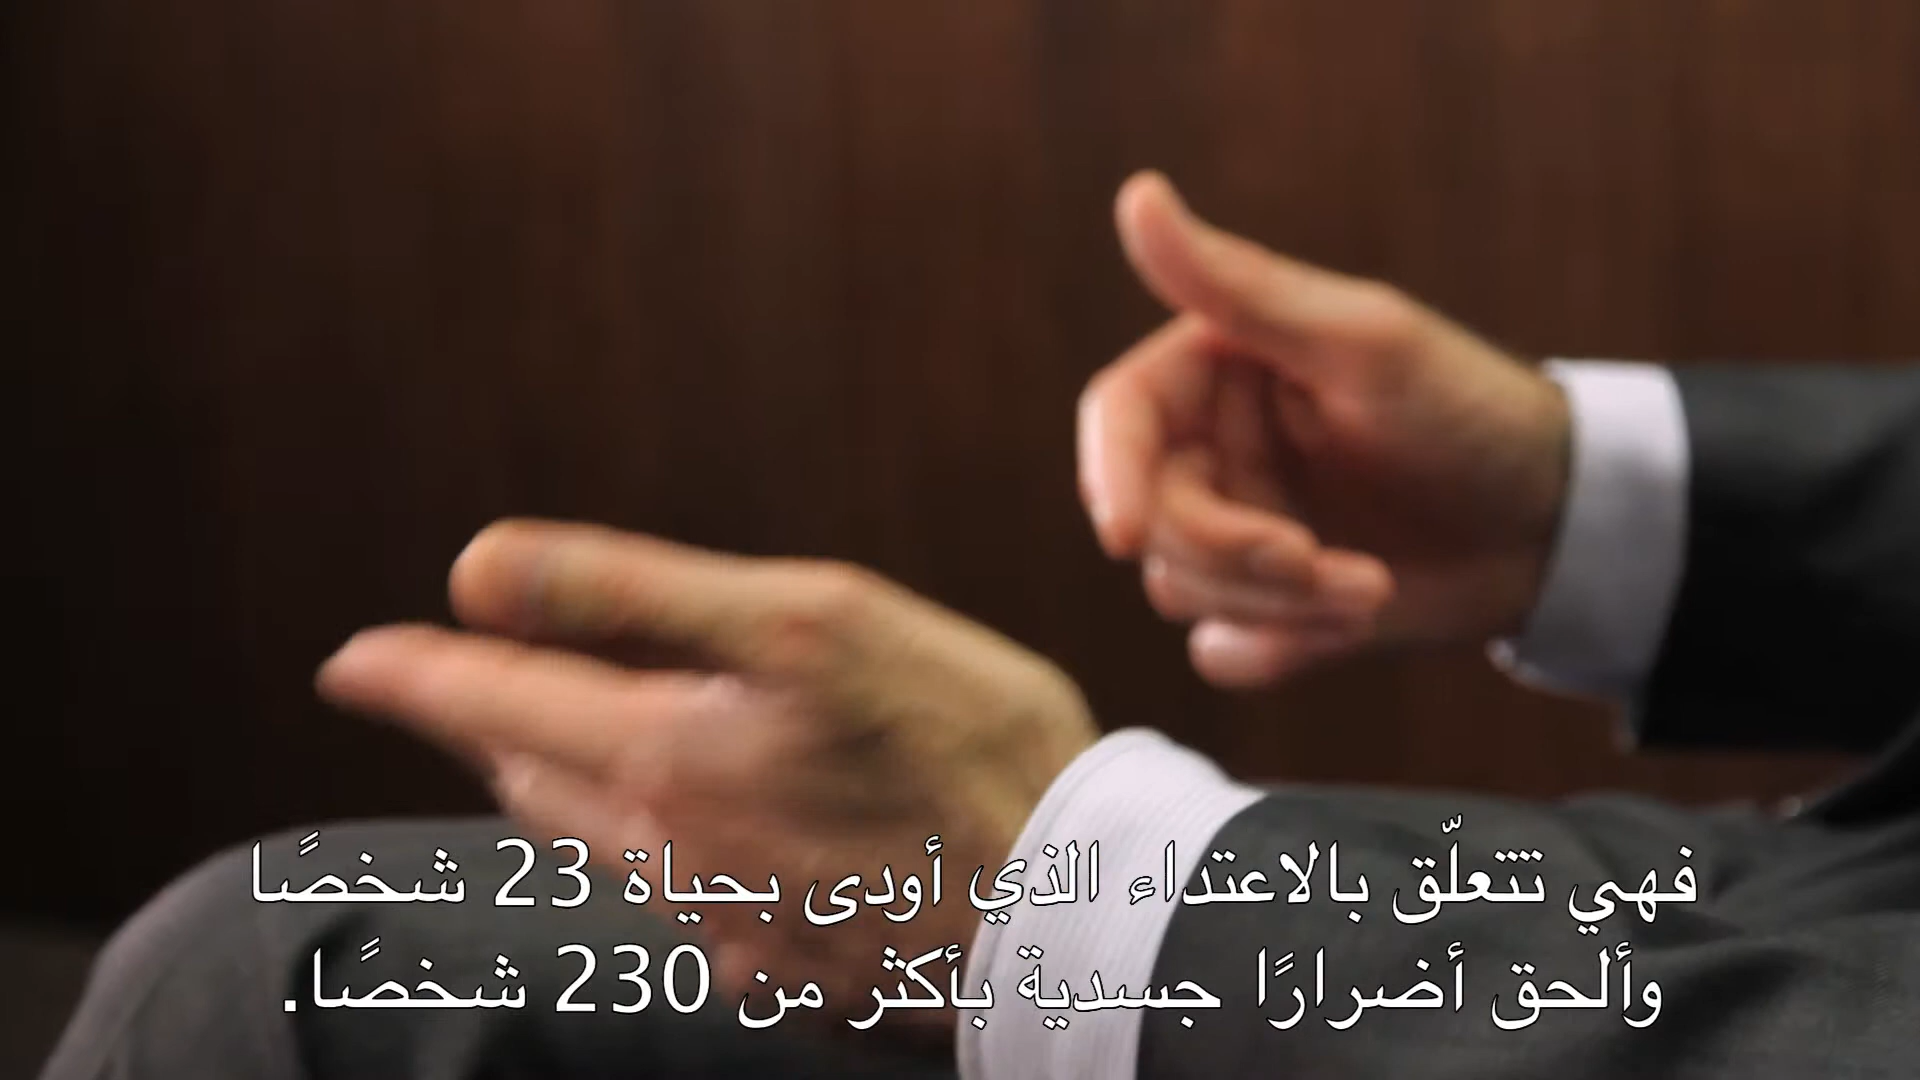 فهي تتعلّق بالاعتداء الذي أودى بحياة 23 شخصًا
وألحق أضرارًا جسدية بأكثر من 230 شخصًا.